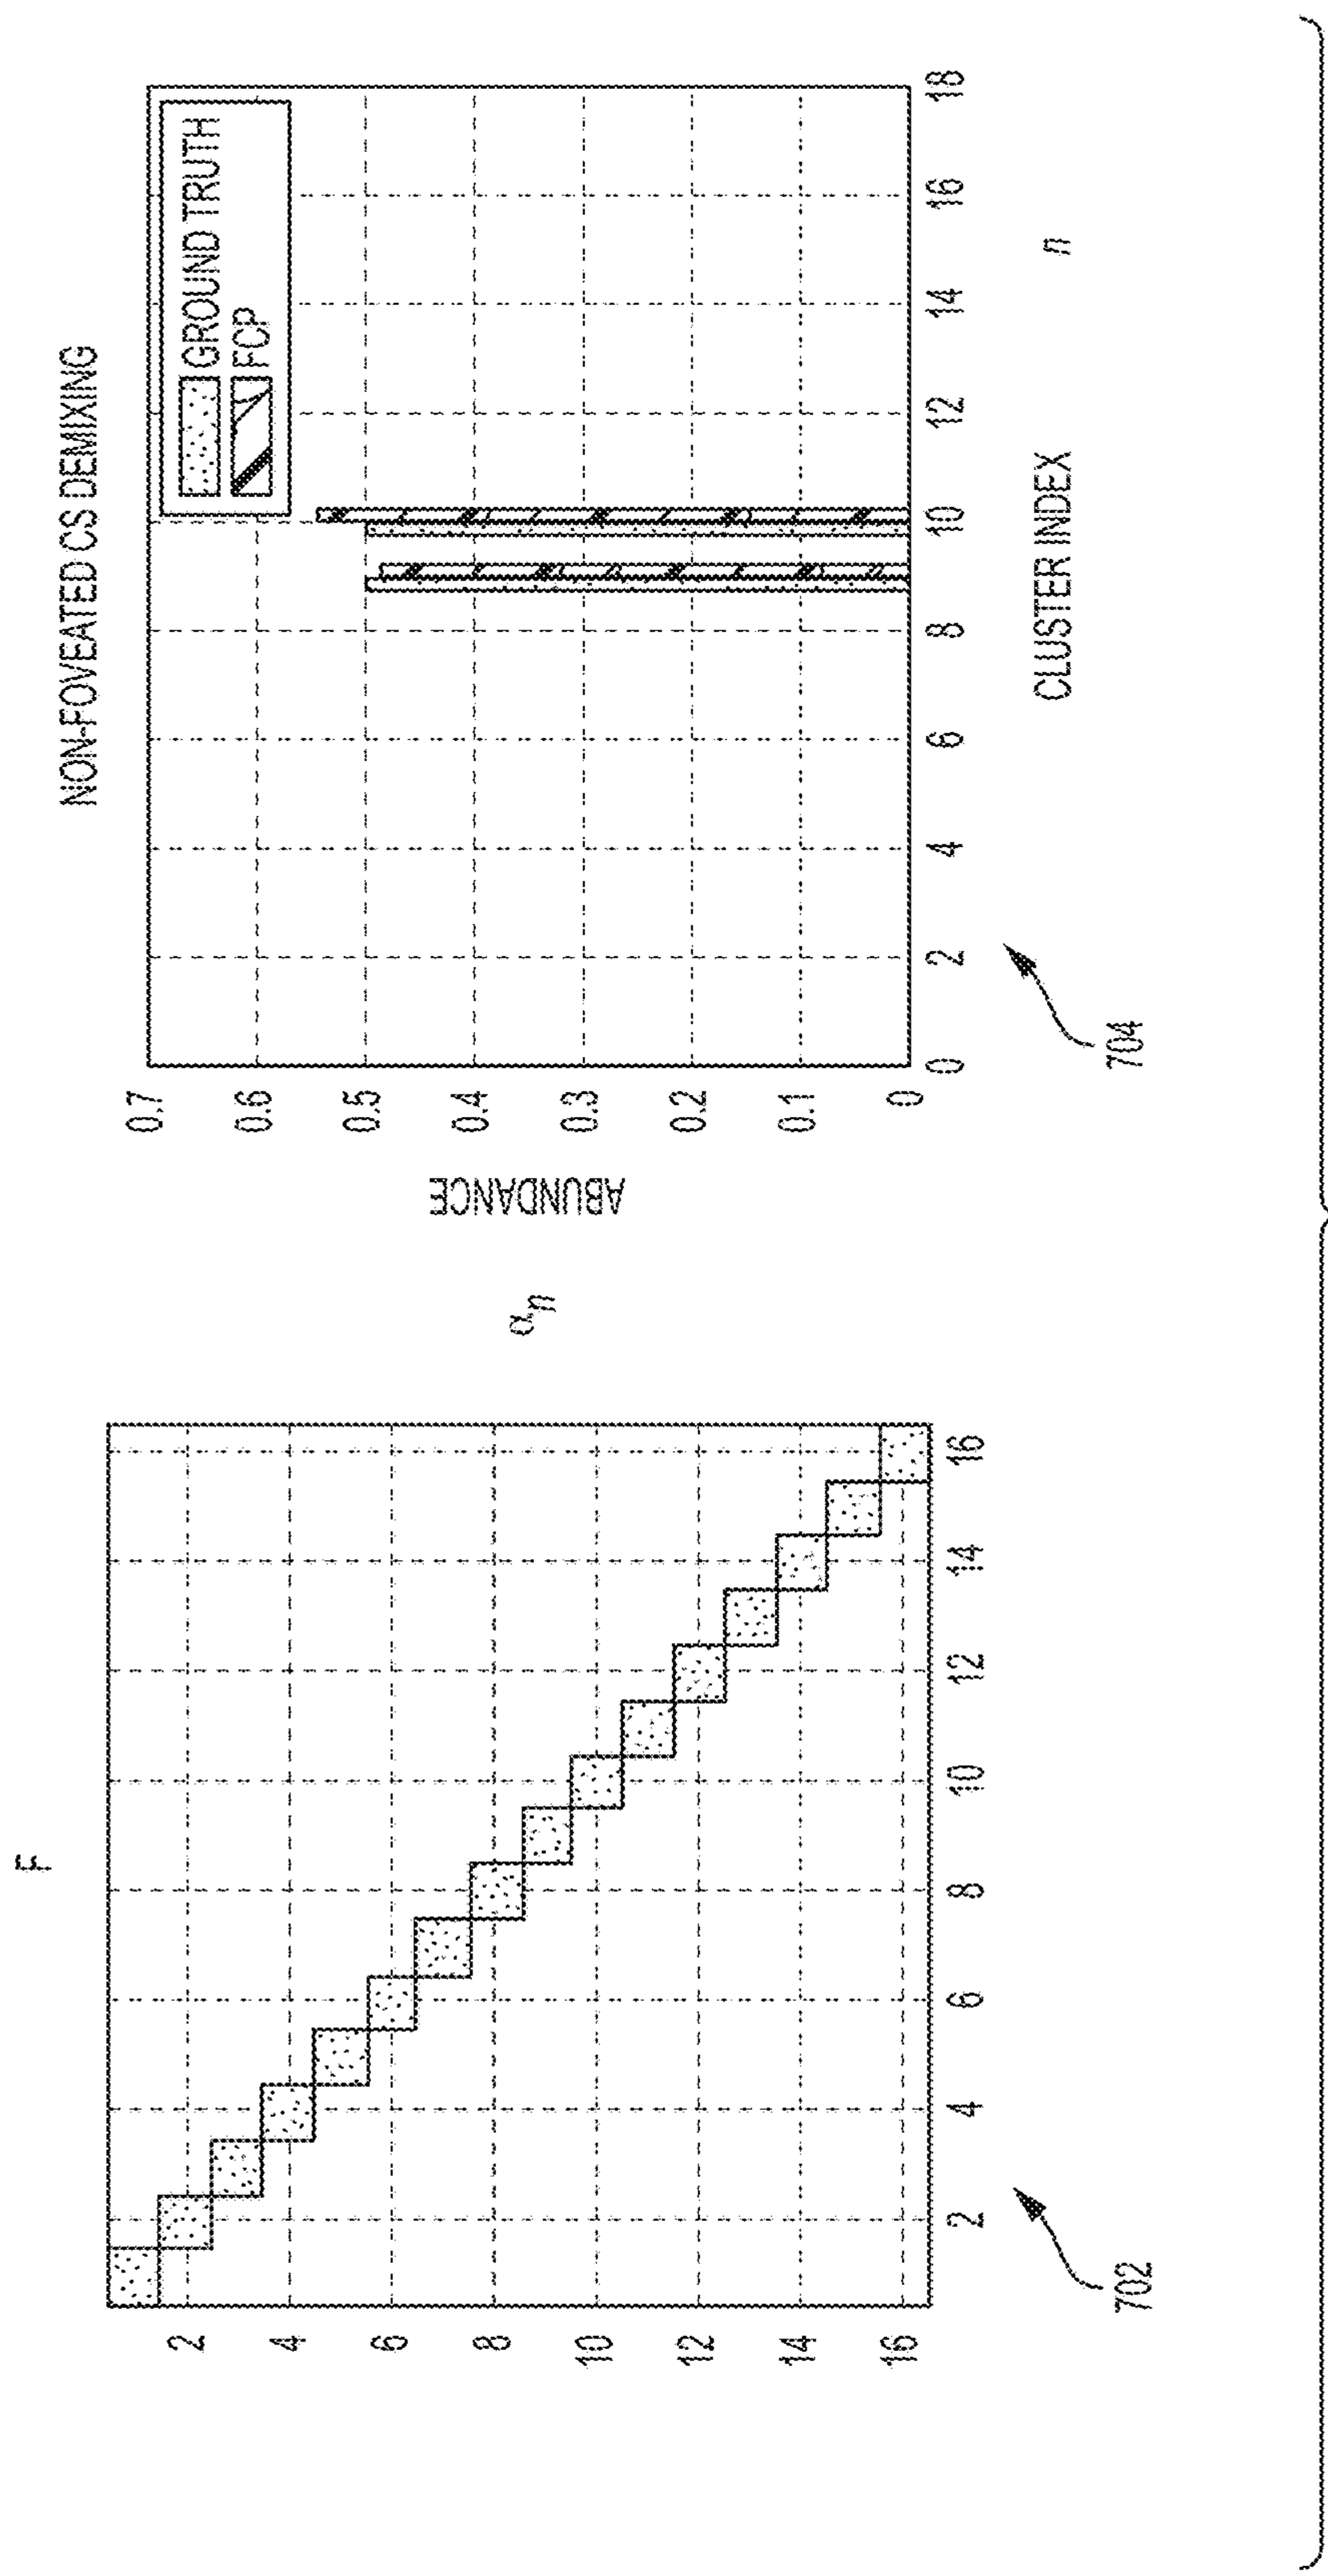 F
2
4
6
8
10
12
14
16
2 4 6 8 10 12 14 16
702
NON-FOVEATED CS DEMIXING
GROUND TRUTH
FCP
αn
ABUNDANCE
0.7
0.6
0.5
0.4
0.3
0.2
0.1
0
0 2 4 6 8 10 12 14 16 18
CLUSTER INDEX n
704